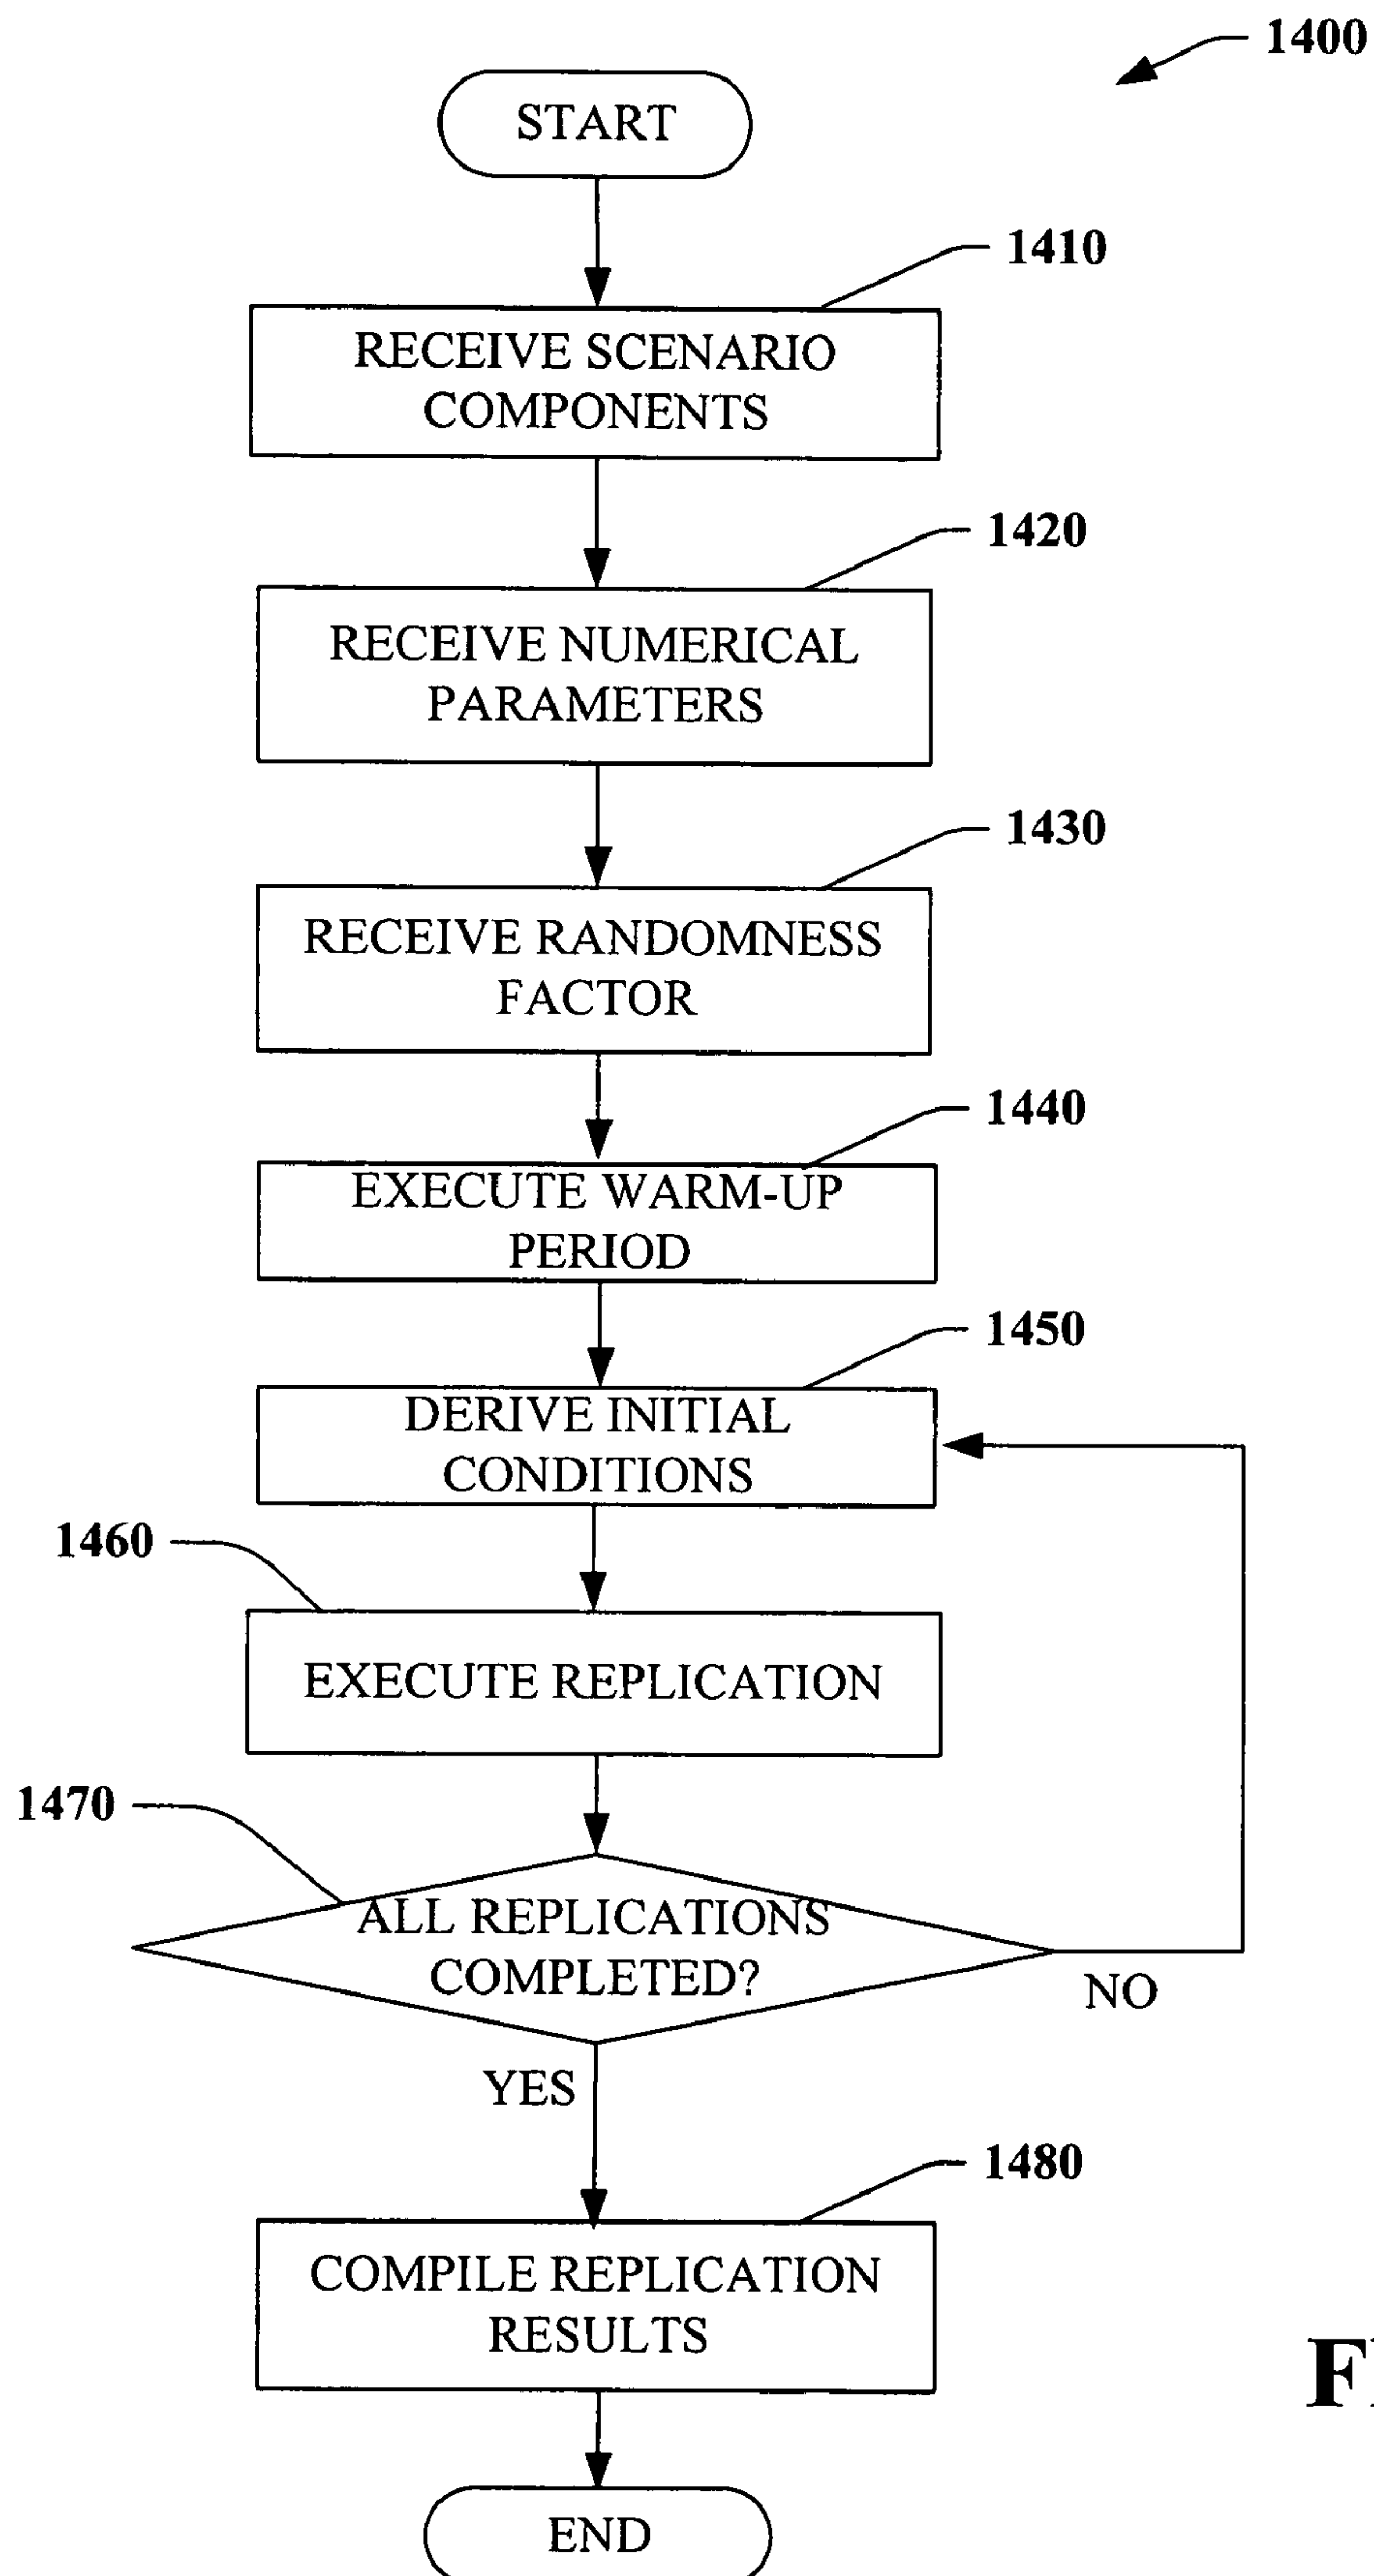 1400
START
1410
RECEIVE SCENARIO
COMPONENTS
1420
RECEIVE NUMERICAL
PARAMETERS
1430
RECEIVE RANDOMNESS
FACTOR
1440
EXECUTE WARM-UP
PERIOD
1450
DERIVE INITIAL
CONDITIONS
1460
EXECUTE REPLICATION
1470
ALL REPLICATIONS
COMPLETED?
NO
YES
1480
COMPILE REPLICATION
RESULTS
END